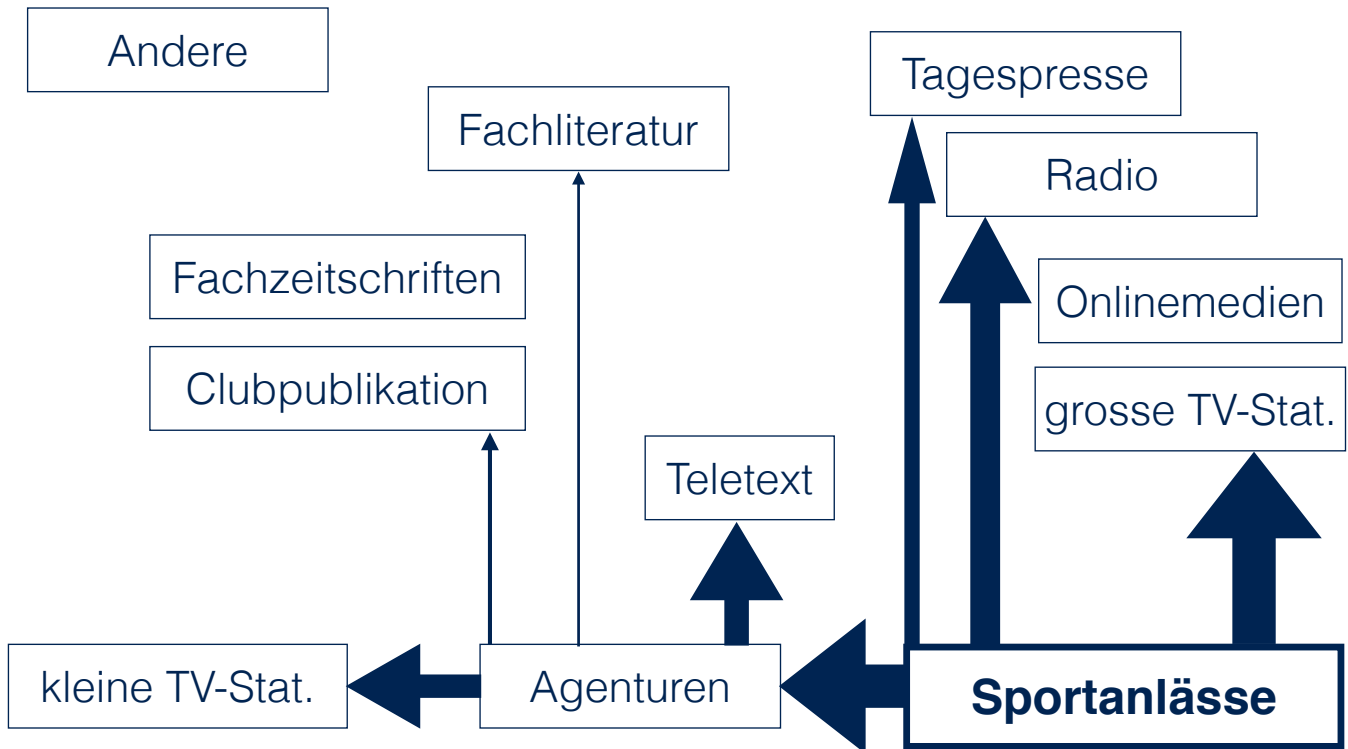 Andere
Tagespresse
Fachliteratur
Radio
Fachzeitschriften
Onlinemedien
Clubpublikation
grosse TV-Stat.
Teletext
kleine TV-Stat.
Agenturen
Sportanlässe